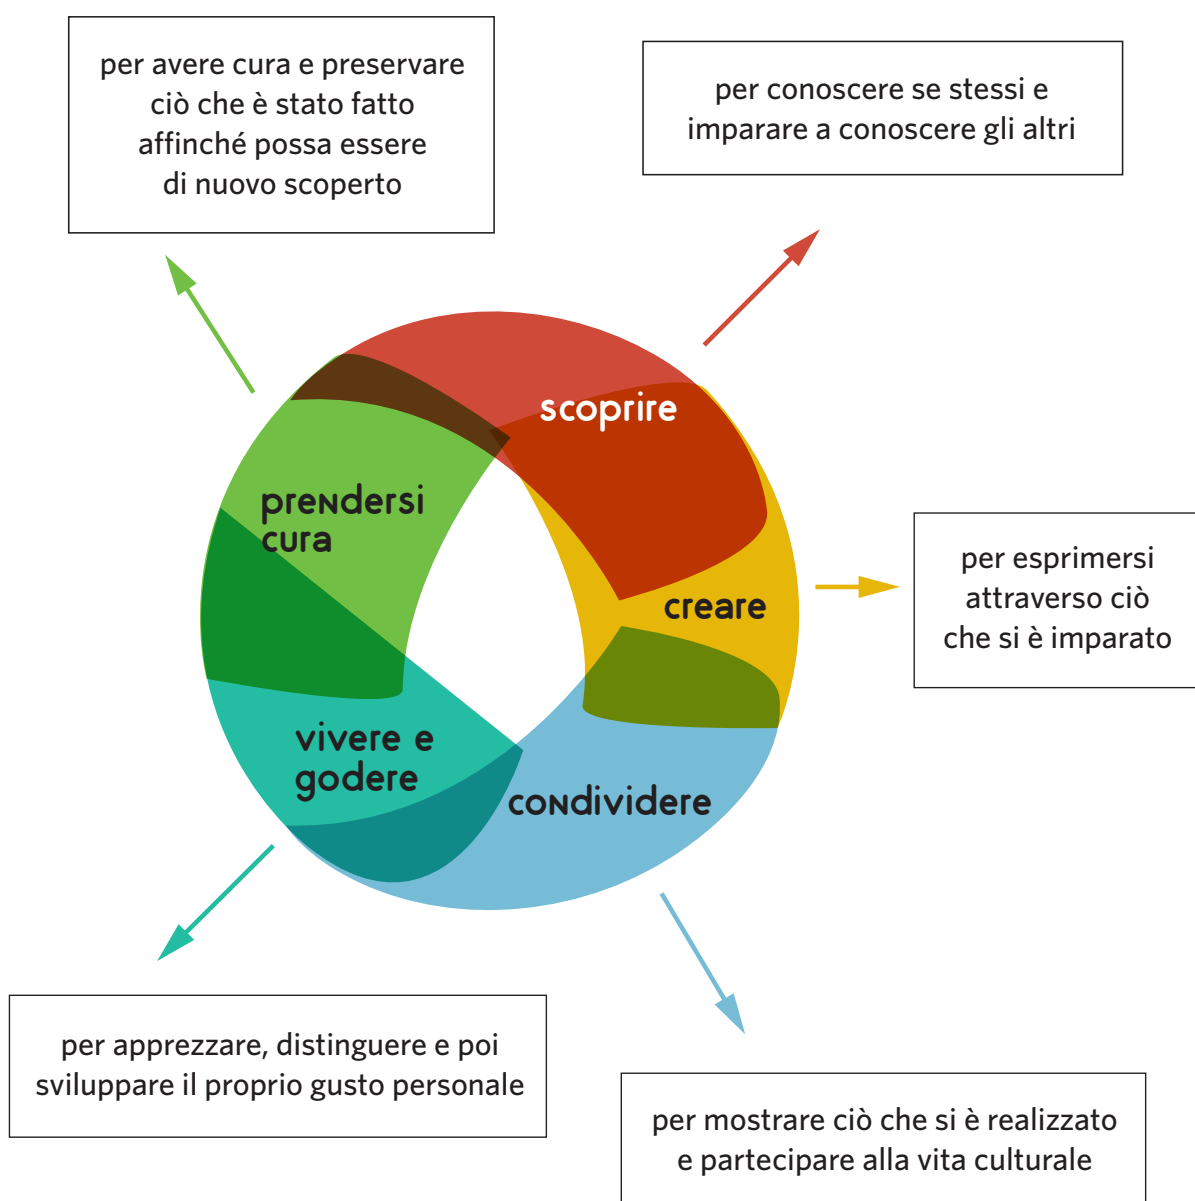 per avere cura e preservare
ciò che è stato fatto
affinché possa essere
di nuovo scoperto
per conoscere se stessi e
imparare a conoscere gli altri
scoprire
prendersi
cura
creare
per esprimersi
attraverso ciò
che si è imparato
vivere e
godere
condividere
per apprezzare, distinguere e poi
sviluppare il proprio gusto personale
per mostrare ciò che si è realizzato
e partecipare alla vita culturale